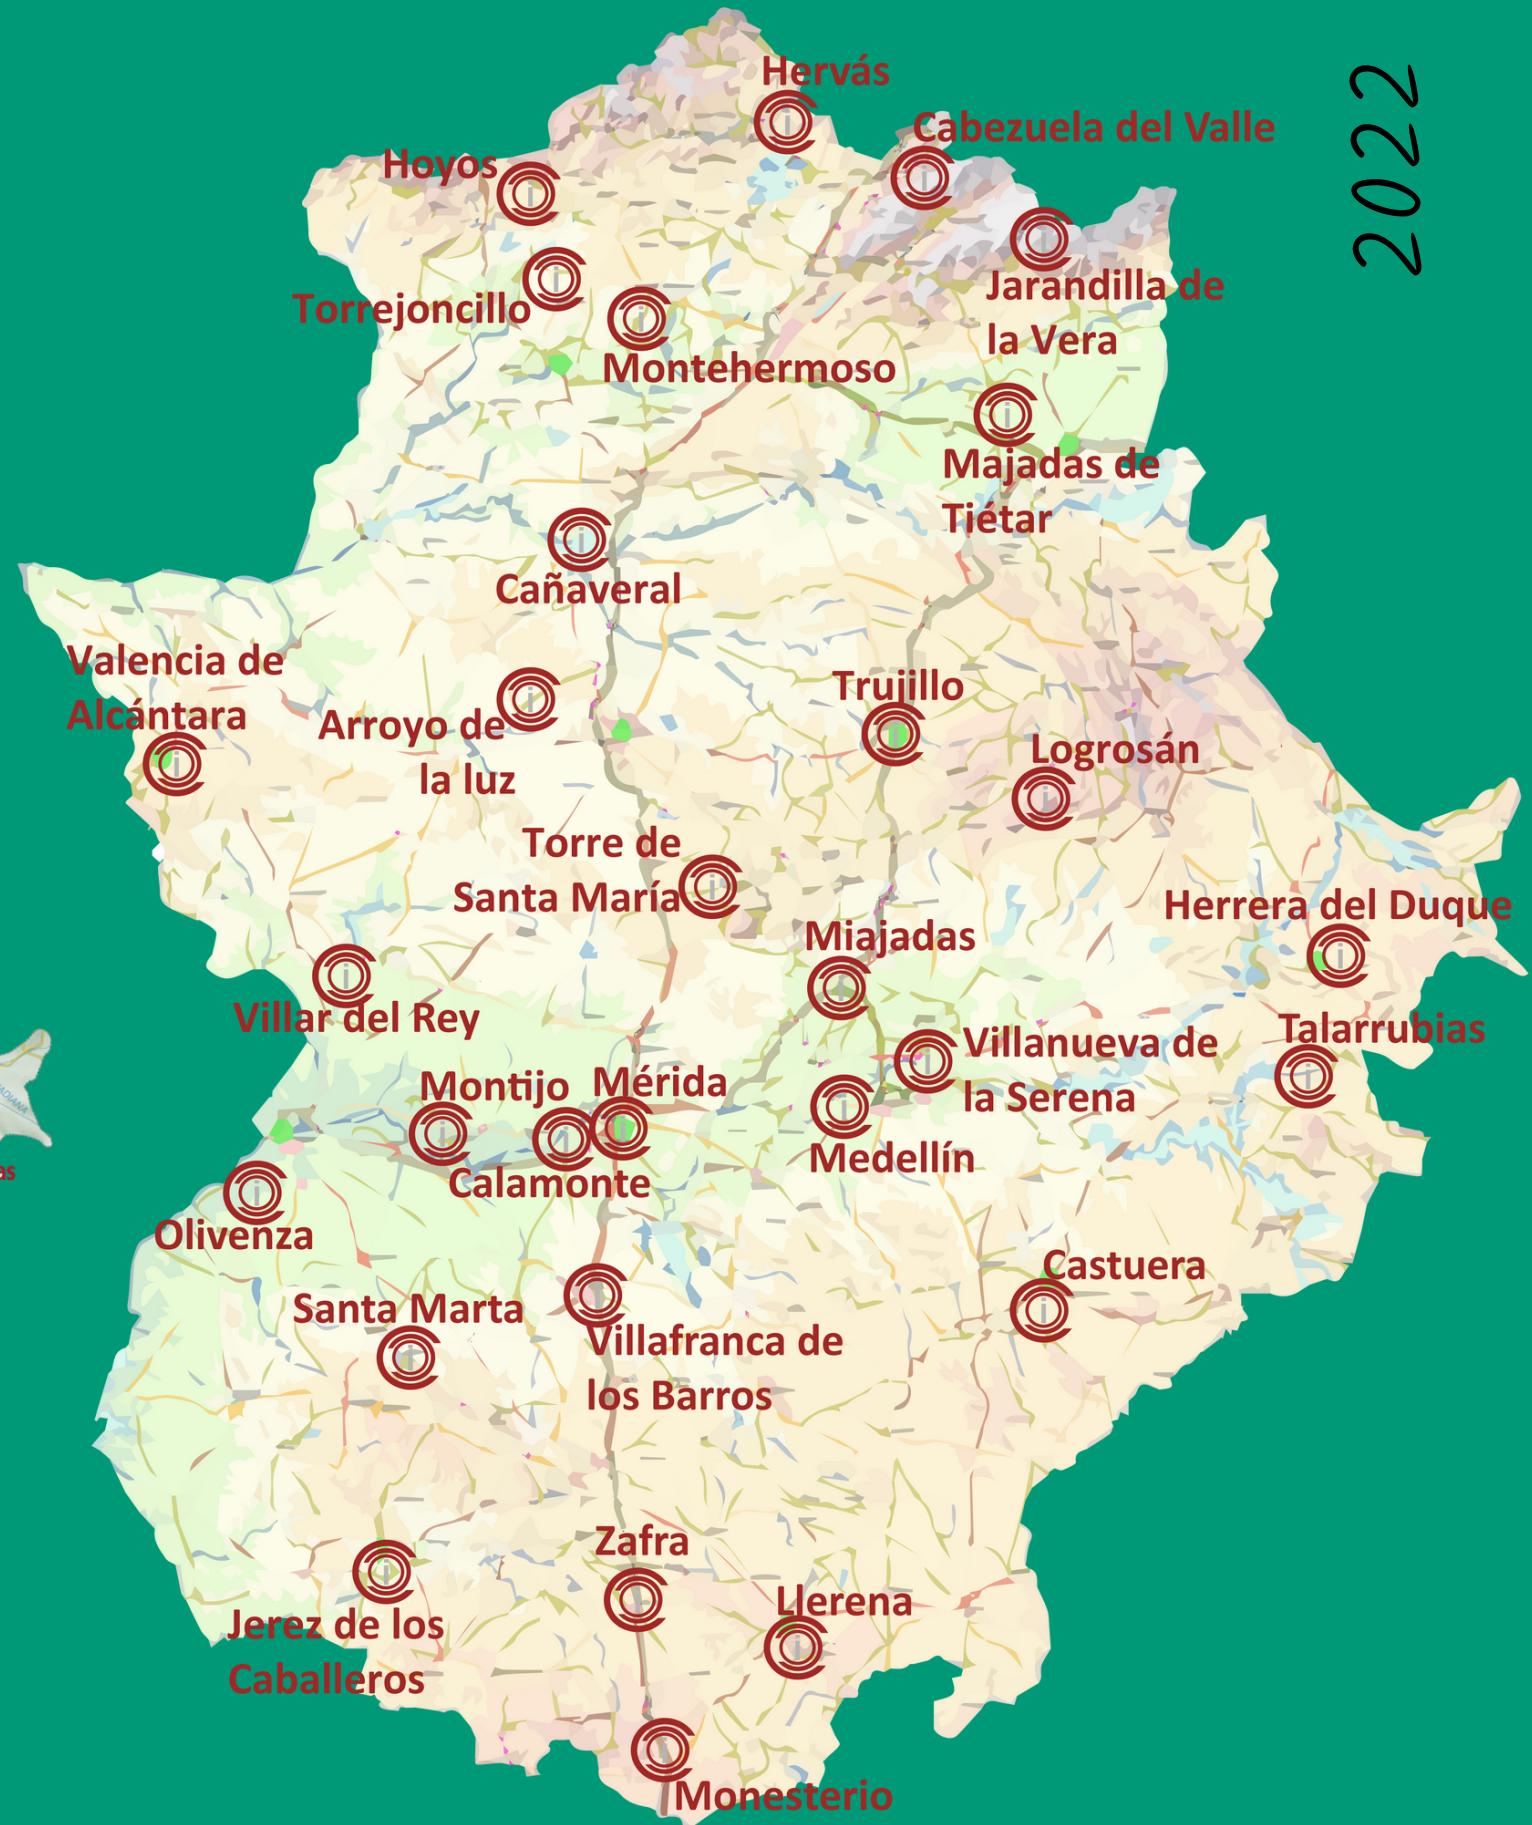 2022
Hervás
Cabezuela del Valle
Hoyos
Jarandilla de
la Vera
Torrejoncillo
Montehermoso
Majadas de
Tiétar
Cañaveral
Valencia de
Alcántara
Arroyo de
la luz
Trujillo
Logrosán
Torre de
Santa María
Herrera del Duque
Miajadas
Villar del Rey
Talarrubias
Villanueva de
la Serena
Montijo
Mérida
Medellín
Calamonte
Olivenza
Castuera
Santa Marta
Villafranca de
los Barros
Zafra
Llerena
Jerez de los
Caballeros
Monesterio